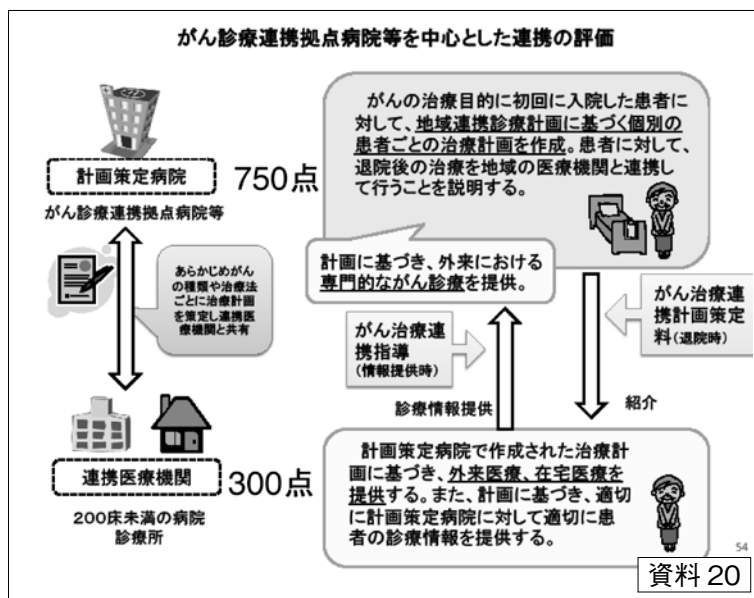 がん診療連携拠点病院等を中心とした連携の評価
計画策定病院
750点
がん診療連携拠点病院等
がんの治療目的に初回に入院した患者に
対して、地域連携診療計画に基づく個別の
患者ごとの治療計画を作成。患者に対して、
退院後の治療を地域の医療機関と連携し
て行うことを説明する。
計画に基づき、外来における
専門的ながん診療を提供。
あらかじめがん
の種類や治療法
ごとに治療計画
を策定し連携医
療機関と共有
がん治療連
携指導
(情報提供時)
がん治療連
携計画策定
料(退院時)
診療情報提供
紹介
連携医療機関
300点
200床未満の病院
診療所
計画策定病院で作成された治療計
画に基づき、外来医療、在宅医療を
提供する。また、計画に基づき、適切
に計画策定病院に対して適切に患
者の診療情報を提供する。
54
資料20